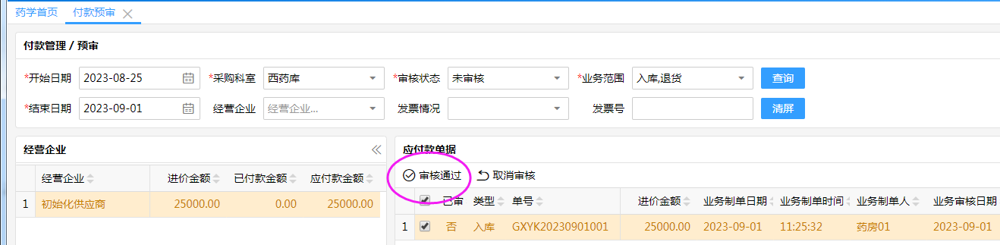 药学首页 付款预审
付款管理 / 预审
*开始日期 2023-08-25 *采购科室 西药库 *审核状态 未审核 *业务范围 入库,退货 查询
*结束日期 2023-09-01 经营企业 经营企业... 发票情况 发票号 清屏
经营企业
经营企业 进价金额 已付款金额 应付款金额
1 初始化供应商 25000.00 0.00 25000.00
应付款单据
审核通过 取消审核
已审 类型 单号 进价金额 业务制单日期 业务制单时间 业务制单人 业务审核日期
1 否 入库 GXYK20230901001 25000.00 2023-09-01 11:25:32 药房01 2023-09-01